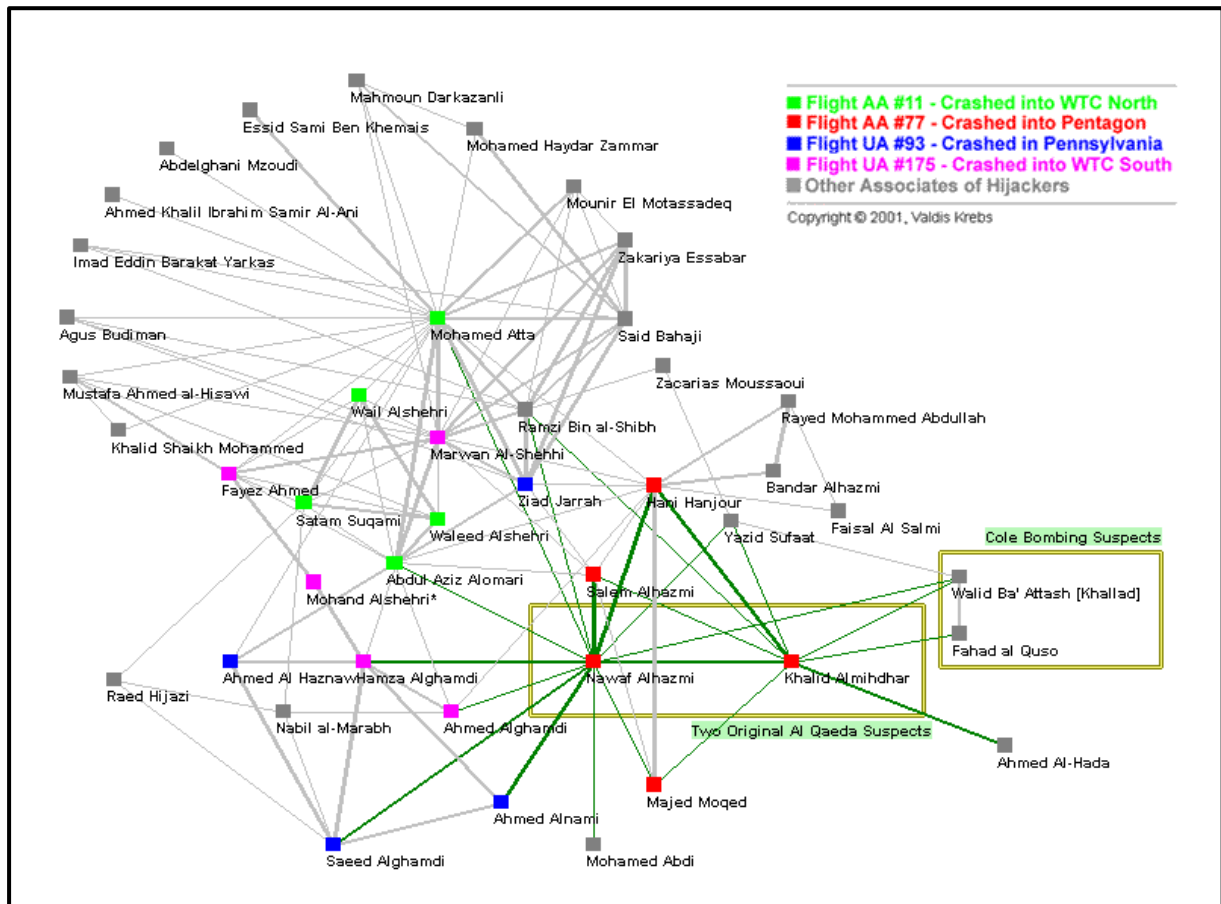 Mahmoun Darkazanli
Essid Sami Ben Khemais
Mohamed Haydar Zammar
Abdelghani Mzoudi
Flight AA #11 - Crashed into WTC North
Flight AA #77 - Crashed into Pentagon
Flight UA #93 - Crashed in Pennsylvania
Flight UA #175 - Crashed into WTC South
Other Associates of Hijackers
Copyright © 2001, Valdis Krebs
Ahmed Khalil Ibrahim Samir Al-Ani
Mounir El Motassadeq
Imad Eddin Barakat Yarkas
Zakariya Essabar
Agus Budiman
Mohamed Atta
Said Bahaji
Mustafa Ahmed al-Hisawi
Zacarias Moussaoui
Wail Alshehri
Ramzi Bin al-Shibh
Rayed Mohammed Abdullah
Khalid Shaikh Mohammed
Marwan Al-Shehhi
Fayez Ahmed
Ziad Jarrah
Hani Hanjour
Bandar Alhazmi
Satam Suqami
Waleed Alshehri
Yazid Sufaat
Faisal Al Salmi
Cole Bombing Suspects
Abdul Aziz Alomari
Mohand Alshehri*
Salem Alhazmi
Walid Ba' Attash [Khallad]
Fahad al Quso
Ahmed Al Haznawi
Hamza Alghamdi
Nawaf Alhazmi
Khalid Almihdhar
Raed Hijazi
Nabil al-Marabh
Ahmed Alghamdi
Two Original Al Qaeda Suspects
Ahmed Al-Hada
Majed Moqed
Ahmed Alnami
Saeed Alghamdi
Mohamed Abdi